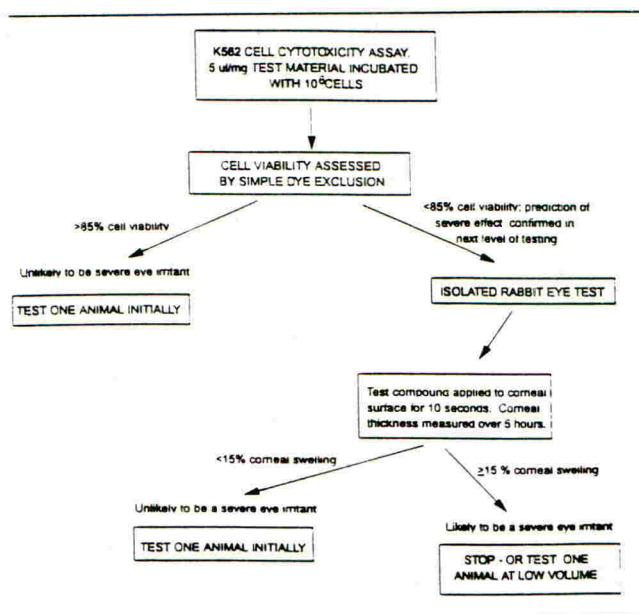 K562 CELL CYTOTOXICITY ASSAY.
5 ul/mg TEST MATERIAL INCUBATED
WITH 10⁶ CELLS
CELL VIABILITY ASSESSED
BY SIMPLE DYE EXCLUSION
>85% cell viability
<85% cell viability; prediction of
severe effect confirmed in
next level of testing
Unlikely to be severe eye irritant
TEST ONE ANIMAL INITIALLY
ISOLATED RABBIT EYE TEST
Test compound applied to corneal
surface for 10 seconds. Corneal
thickness measured over 5 hours.
<15% corneal swelling
≥15 % corneal swelling
Unlikely to be a severe eye irritant
TEST ONE ANIMAL INITIALLY
Likely to be a severe eye irritant
STOP - OR TEST ONE
ANIMAL AT LOW VOLUME